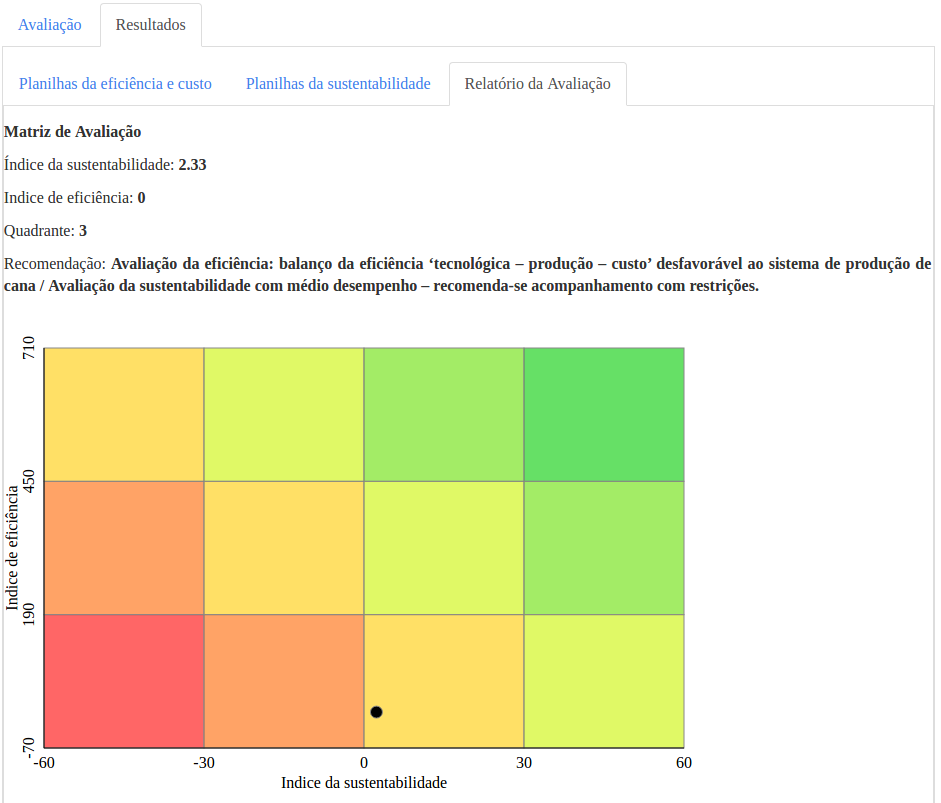 Avaliação Resultados
Planilhas da eficiência e custo Planilhas da sustentabilidade Relatório da Avaliação
Matriz de Avaliação
Índice da sustentabilidade: 2.33
Indice de eficiência: 0
Quadrante: 3
Recomendação: Avaliação da eficiência: balanço da eficiência ‘tecnológica – produção – custo’ desfavorável ao sistema de produção de
cana / Avaliação da sustentabilidade com médio desempenho – recomenda-se acompanhamento com restrições.
710
450
190
-70
Indice de eficiência
-60 -30 0 30 60
Indice da sustentabilidade